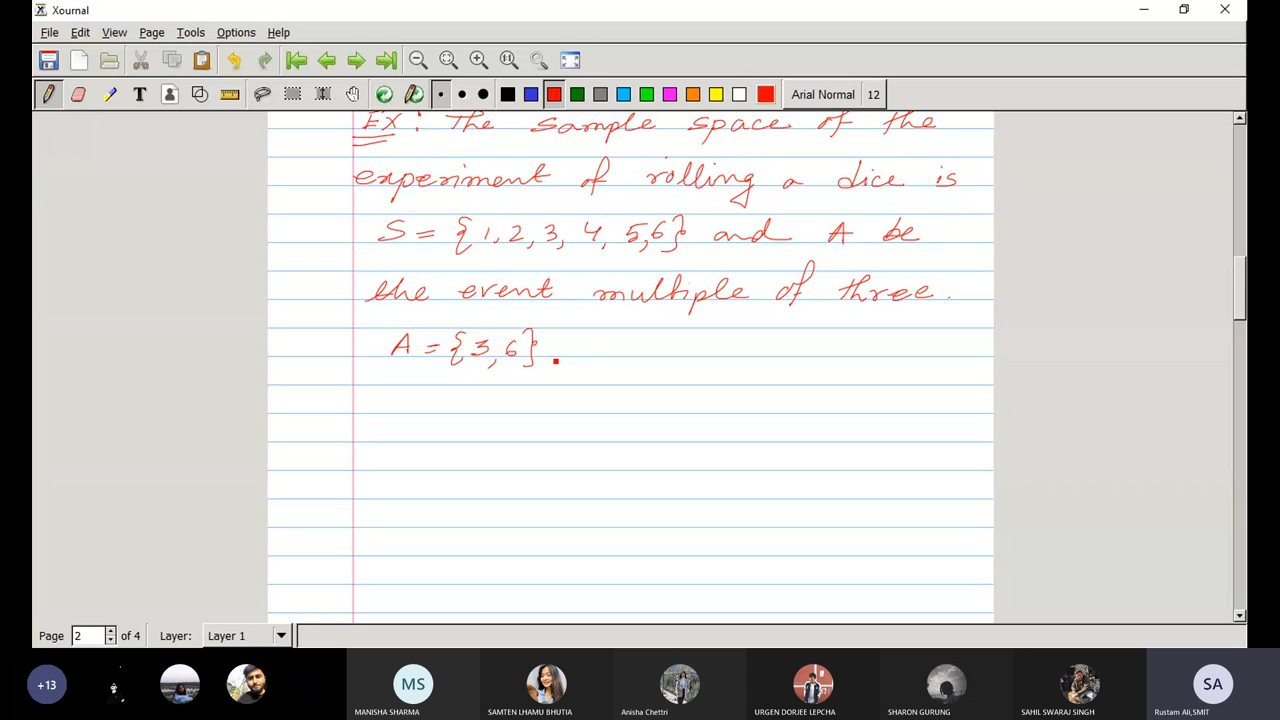 Xournal
File Edit View Page Tools Options Help
Arial Normal 12
EX: The sample space of the
experiment of rolling a dice is
S = {1, 2, 3, 4, 5,6} and A be
the event multiple of three.
A = {3,6}.
Page 2 of 4 Layer: Layer 1
+13 MS SA
MANISHA SHARMA SAMTEN LHAMU BHUTIA Anisha Chettri URGEN DORJEE LEPCHA SHARON GURUNG SAHIL SWARAJ SINGH Rustam Ali,SMIT